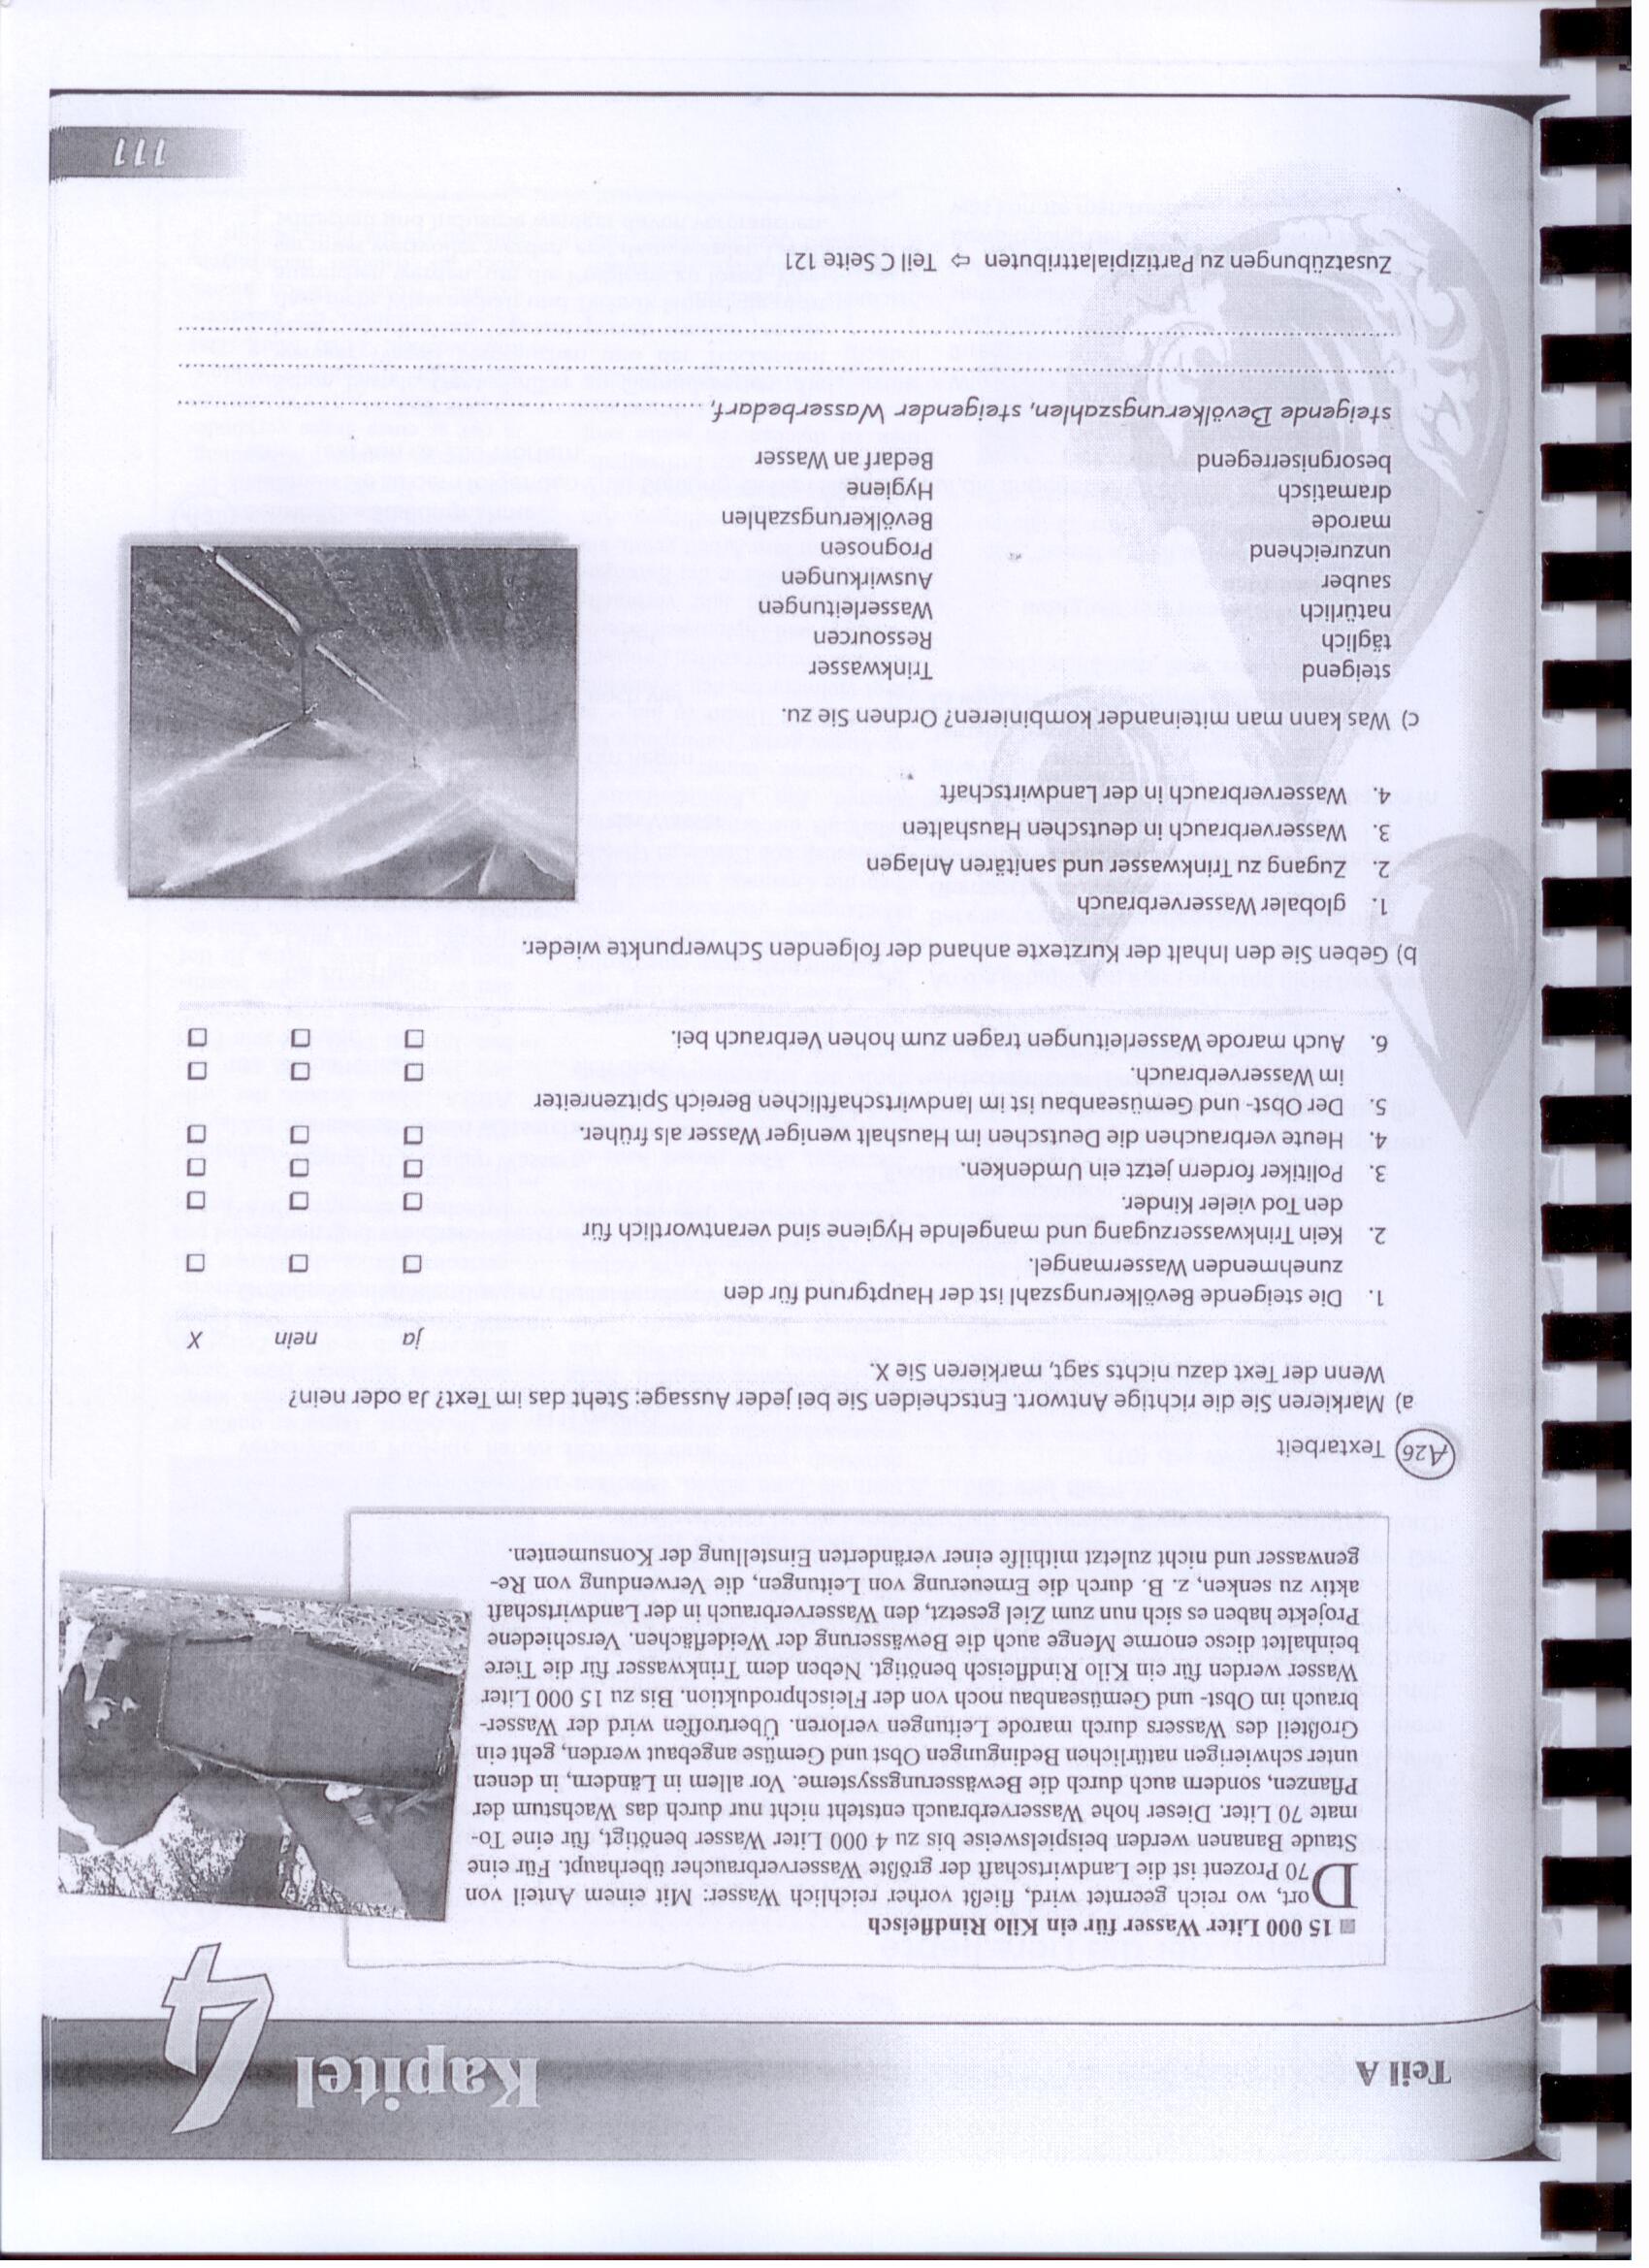 Teil A
Kapitel 4
15 000 Liter Wasser für ein Kilo Rindfleisch
Dort, wo reich geerntet wird, fließt vorher reichlich Wasser: Mit einem Anteil von
70 Prozent ist die Landwirtschaft der größte Wasserverbraucher überhaupt. Für eine
Staude Bananen werden beispielsweise bis zu 4 000 Liter Wasser benötigt, für eine To-
mate 70 Liter. Dieser hohe Wasserverbrauch entsteht nicht nur durch das Wachstum der
Pflanzen, sondern auch durch die Bewässerungssysteme. Vor allem in Ländern, in denen
unter schwierigen natürlichen Bedingungen Obst und Gemüse angebaut werden, geht ein
Großteil des Wassers durch marode Leitungen verloren. Übertroffen wird der Wasser-
brauch im Obst- und Gemüseanbau noch von der Fleischproduktion. Bis zu 15 000 Liter
Wasser werden für ein Kilo Rindfleisch benötigt. Neben dem Trinkwasser für die Tiere
beinhaltet diese enorme Menge auch die Bewässerung der Weideflächen. Verschiedene
Projekte haben es sich nun zum Ziel gesetzt, den Wasserverbrauch in der Landwirtschaft
aktiv zu senken, z. B. durch die Erneuerung von Leitungen, die Verwendung von Re-
genwasser und nicht zuletzt mithilfe einer veränderten Einstellung der Konsumenten.
A26 Textarbeit
a) Markieren Sie die richtige Antwort. Entscheiden Sie bei jeder Aussage: Steht das im Text? Ja oder nein?
Wenn der Text dazu nichts sagt, markieren Sie X.
ja nein X
1. Die steigende Bevölkerungszahl ist der Hauptgrund für den
zunehmenden Wassermangel.
2. Kein Trinkwasserzugang und mangelnde Hygiene sind verantwortlich für
den Tod vieler Kinder.
3. Politiker fordern jetzt ein Umdenken.
4. Heute verbrauchen die Deutschen im Haushalt weniger Wasser als früher.
5. Der Obst- und Gemüseanbau ist im landwirtschaftlichen Bereich Spitzenreiter
im Wasserverbrauch.
6. Auch marode Wasserleitungen tragen zum hohen Verbrauch bei.
b) Geben Sie den Inhalt der Kurztexte anhand der folgenden Schwerpunkte wieder.
1. globaler Wasserverbrauch
2. Zugang zu Trinkwasser und sanitären Anlagen
3. Wasserverbrauch in deutschen Haushalten
4. Wasserverbrauch in der Landwirtschaft
c) Was kann man miteinander kombinieren? Ordnen Sie zu.
steigend Trinkwasser
täglich Ressourcen
natürlich Wasserleitungen
sauber Auswirkungen
unzureichend Prognosen
marode Bevölkerungszahlen
dramatisch Hygiene
besorgniserregend Bedarf an Wasser
steigende Bevölkerungszahlen, steigender Wasserbedarf,
Zusatzübungen zu Partizipialattributen ⇨ Teil C Seite 121
111